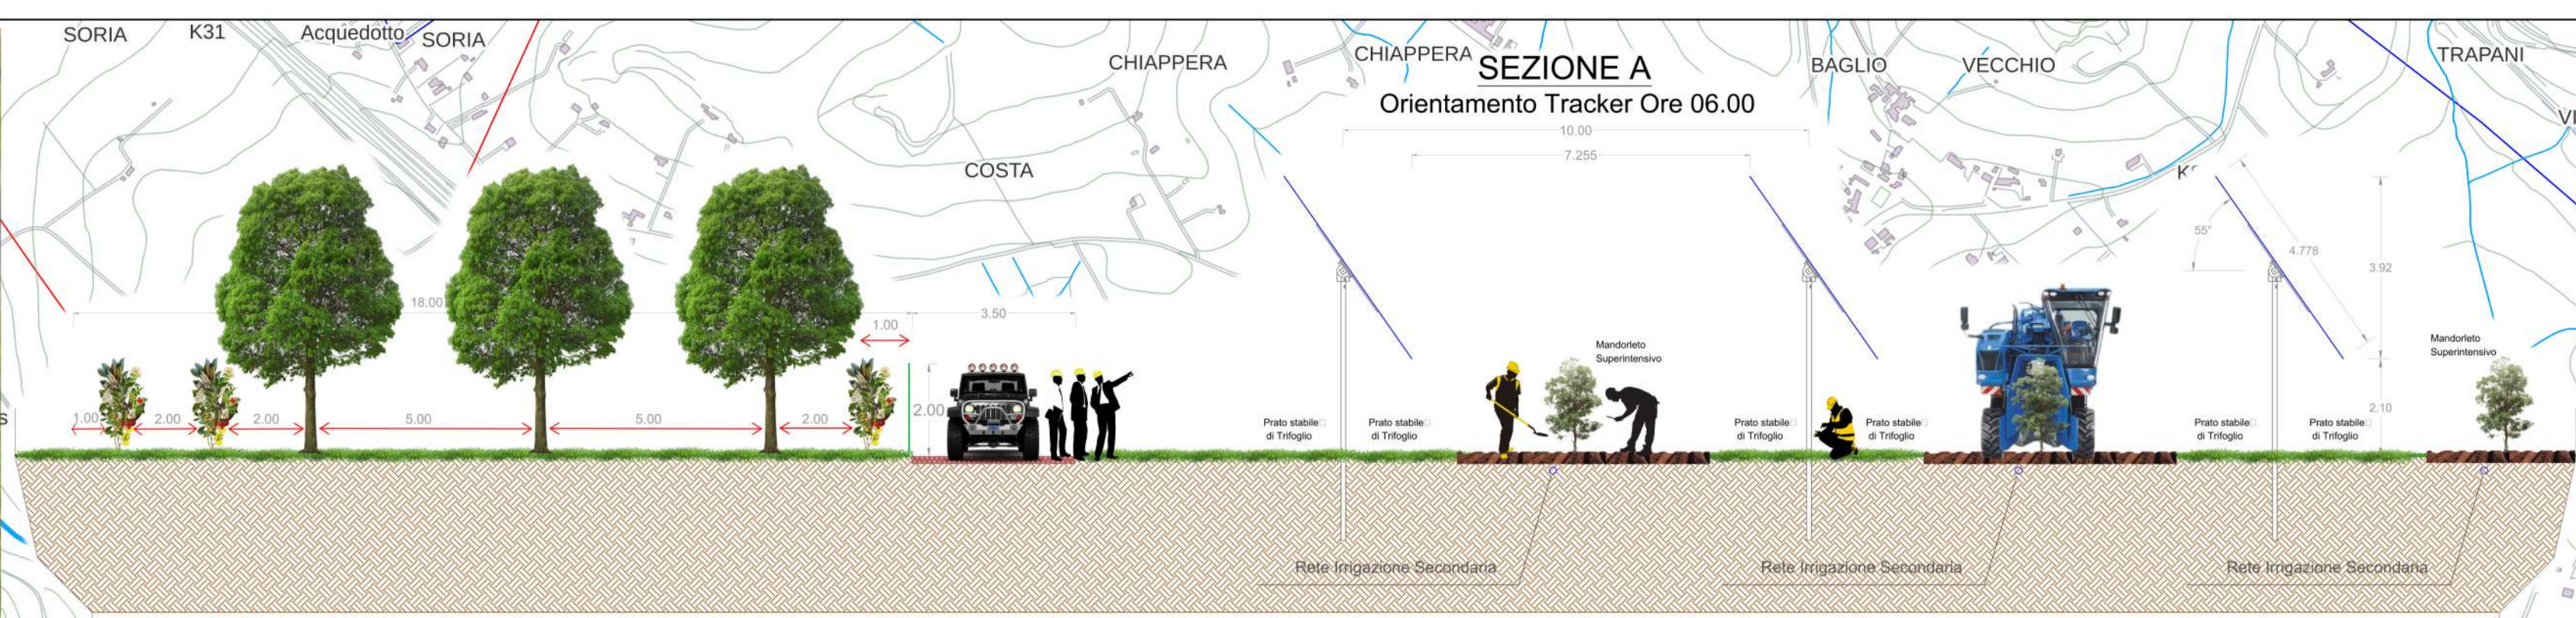 SORIA
K31
Acquedotto
SORIA
CHIAPPERA
CHIAPPERA
SEZIONE A
Orientamento Tracker Ore 06.00
BAGLIO
VECCHIO
TRAPANI
10.00
7.255
COSTA
55°
4.778
3.92
18.00
1.00
3.50
Mandorleto
Superintensivo
Mandorleto
Superintensivo
1.00
2.00
2.00
5.00
5.00
2.00
2.00
Prato stabile
di Trifoglio
Prato stabile
di Trifoglio
Prato stabile
di Trifoglio
Prato stabile
di Trifoglio
Prato stabile
di Trifoglio
Prato stabile
di Trifoglio
2.10
Rete Irrigazione Secondaria
Rete Irrigazione Secondaria
Rete Irrigazione Secondaria